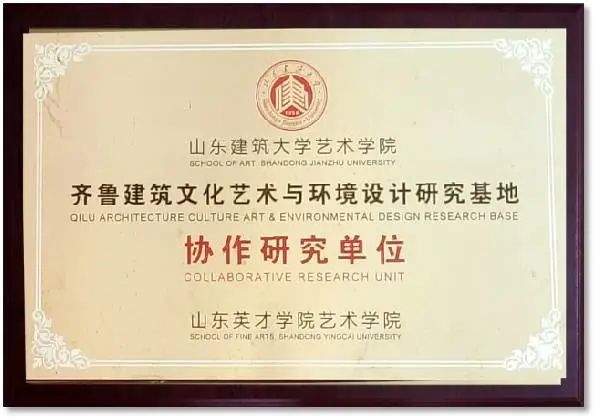 山东建筑大学艺术学院
SCHOOL OF ART, SHANDONG JIANZHU UNIVERSITY
齐鲁建筑文化艺术与环境设计研究基地
QILU ARCHITECTURE CULTURE ART & ENVIRONMENTAL DESIGN RESEARCH BASE
协作研究单位
COLLABORATIVE RESEARCH UNIT
山东英才学院艺术学院
SCHOOL OF FINE ARTS, SHANDONG YINGCAI UNIVERSITY